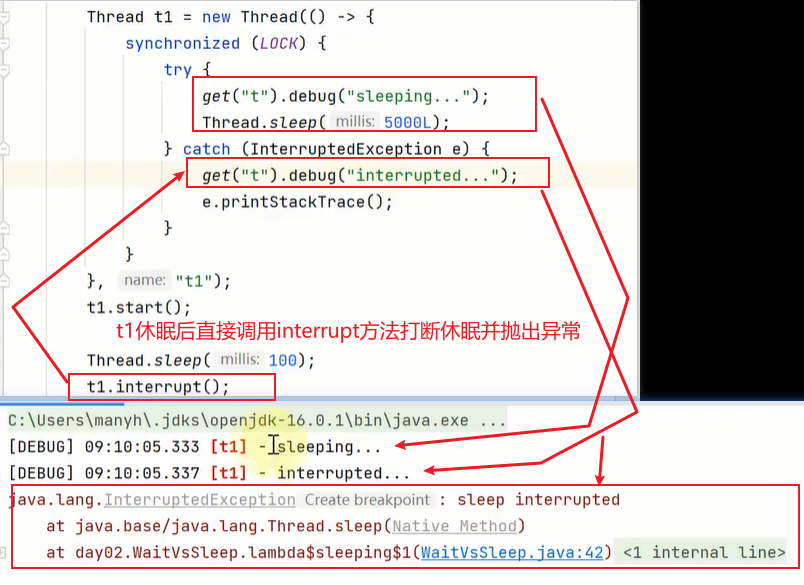 Thread t1 = new Thread(() -> {
synchronized (LOCK) {
try {
get("t").debug("sleeping...");
Thread.sleep( millis: 5000L);
} catch (InterruptedException e) {
get("t").debug("interrupted...");
e.printStackTrace();
}
}
}, name: "t1");
t1.start();
t1休眠后直接调用interrupt方法打断休眠并抛出异常
Thread.sleep( millis: 100);
t1.interrupt();
C:\Users\manyh\.jdks\openjdk-16.0.1\bin\java.exe ...
[DEBUG] 09:10:05.333 [t1] - sleeping...
[DEBUG] 09:10:05.337 [t1] - interrupted...
java.lang.InterruptedException Create breakpoint : sleep interrupted
at java.base/java.lang.Thread.sleep(Native Method)
at day02.WaitVsSleep.lambda$sleeping$1(WaitVsSleep.java:42) <1 internal line>